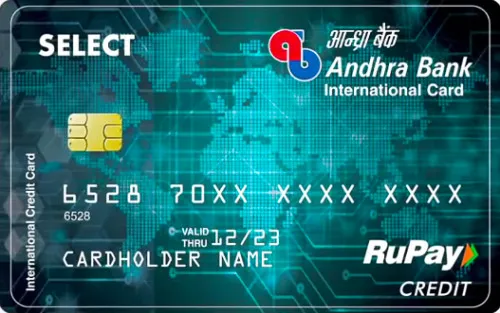 SELECT
आन्ध्रा बैंक
Andhra Bank
International Card
International Credit Card
6528 70XX XXXX XXXX
6528
VALID
THRU 12/23
CARDHOLDER NAME
RuPay
CREDIT